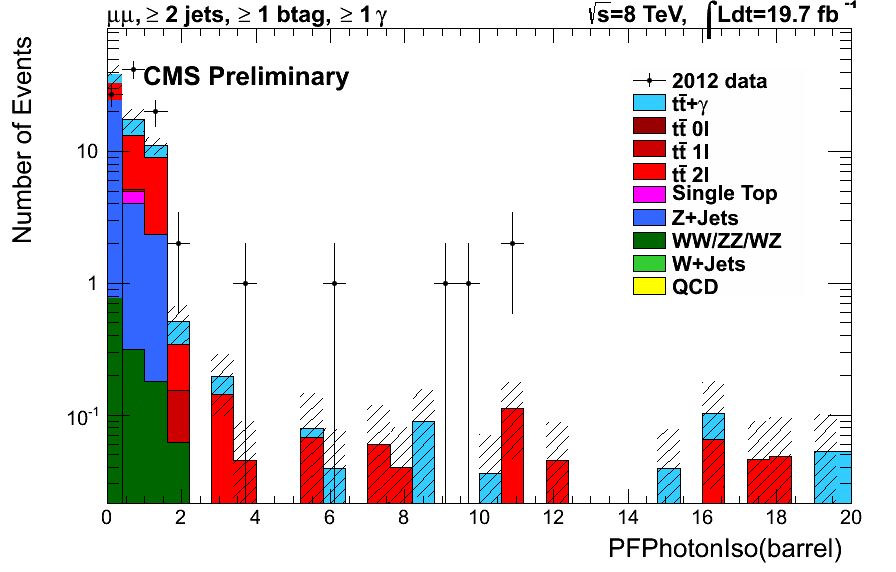 μμ, ≥ 2 jets, ≥ 1 btag, ≥ 1 γ
√s=8 TeV, ∫Ldt=19.7 fb⁻¹
CMS Preliminary
2012 data
tt̄+γ
tt̄ 0l
tt̄ 1l
tt̄ 2l
Single Top
Z+Jets
WW/ZZ/WZ
W+Jets
QCD
Number of Events
10
1
10⁻¹
0 2 4 6 8 10 12 14 16 18 20
PFPhotonIso(barrel)